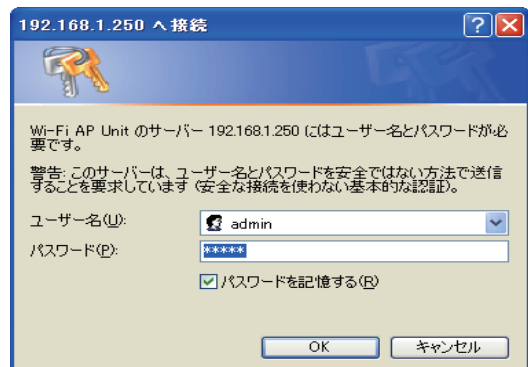 192.168.1.250 へ接続
Wi-Fi AP Unit のサーバー 192.168.1.250 にはユーザー名とパスワードが必
要です。
警告: このサーバーは、ユーザー名とパスワードを安全ではない方法で送信
することを要求しています (安全な接続を使わない基本的な認証)。
ユーザー名(U):
admin
パスワード(P):
*****
パスワードを記憶する(R)
OK
キャンセル